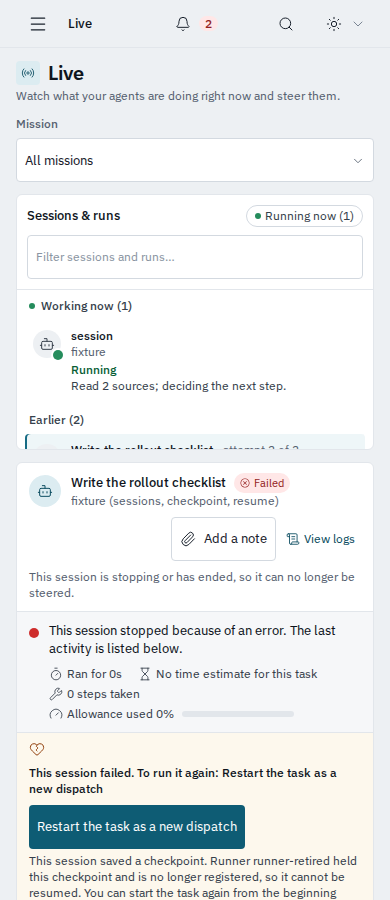 Live
2
Live
Watch what your agents are doing right now and steer them.
Mission
All missions
Sessions & runs
Running now (1)
Filter sessions and runs...
Working now (1)
session
fixture
Running
Read 2 sources; deciding the next step.
Earlier (2)
Write the rollout checklist
Write the rollout checklist
Failed
fixture (sessions, checkpoint, resume)
Add a note
View logs
This session is stopping or has ended, so it can no longer be
steered.
This session stopped because of an error. The last
activity is listed below.
Ran for 0s
No time estimate for this task
0 steps taken
Allowance used 0%
This session failed. To run it again: Restart the task as a
new dispatch
Restart the task as a new dispatch
This session saved a checkpoint. Runner runner-retired held
this checkpoint and is no longer registered, so it cannot be
resumed. You can start the task again from the beginning